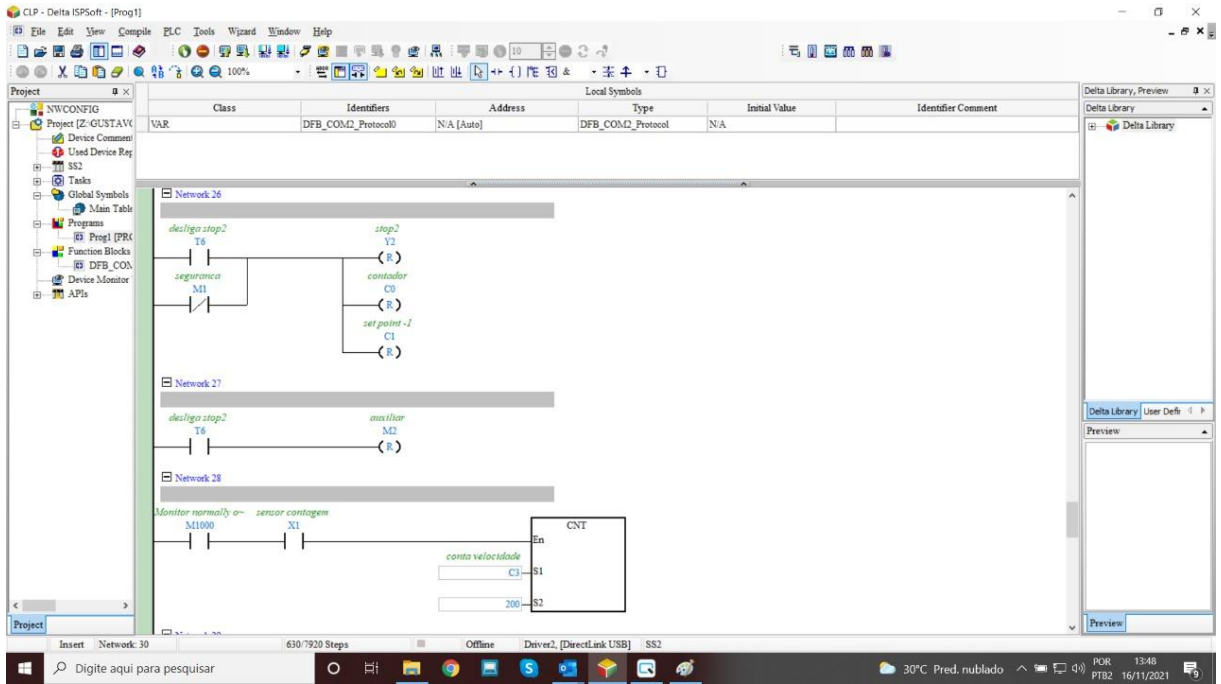 CLP - Delta ISPSoft - [Prog1]
File Edit View Compile PLC Tools Wizard Window Help
10
100%
Project
NWCONFIG
Project [Z:\GUSTAV
Device Comment
Used Device Rep
SS2
Tasks
Global Symbols
Main Table
Programs
Prog1 [PR
Function Blocks
DFB_CO
Device Monitor
APIs
Project
Local Symbols
Class Identifiers Address Type Initial Value Identifier Comment
VAR DFB_COM2_Protocol0 N/A [Auto] DFB_COM2_Protocol N/A
Network 26
desliga stop2 stop2
T6 Y2
R
seguranca contador
M1 C0
R
set point -1
C1
R
Network 27
desliga stop2 auxiliar
T6 M2
R
Network 28
Monitor normally o~ sensor contagem
M1000 X1 CNT
En
conta velocidade
C3 S1
200 S2
Delta Library, Preview
Delta Library
Delta Library
Delta Library User Defi
Preview
Preview
Insert Network: 30 630/7920 Steps Offline Driver2, [DirectLink USB] SS2
Digite aqui para pesquisar
30°C Pred. nublado
POR 13:48
PTB2 16/11/2021